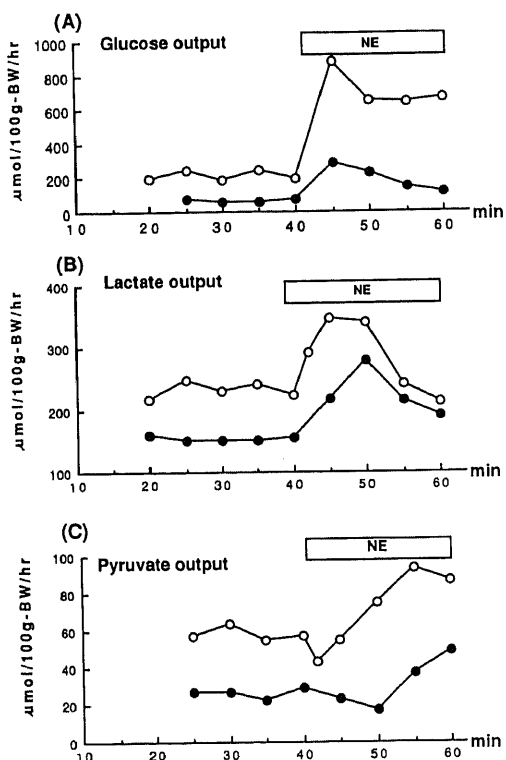 (A)
Glucose output
NE
μmol/100g-BW/hr
1000
800
600
400
200
0
10 20 30 40 50 60 min
(B)
Lactate output
NE
μmol/100g-BW/hr
400
300
200
100
10 20 30 40 50 60 min
(C)
Pyruvate output
NE
μmol/100g-BW/hr
100
80
60
40
20
0
10 20 30 40 50 60 min